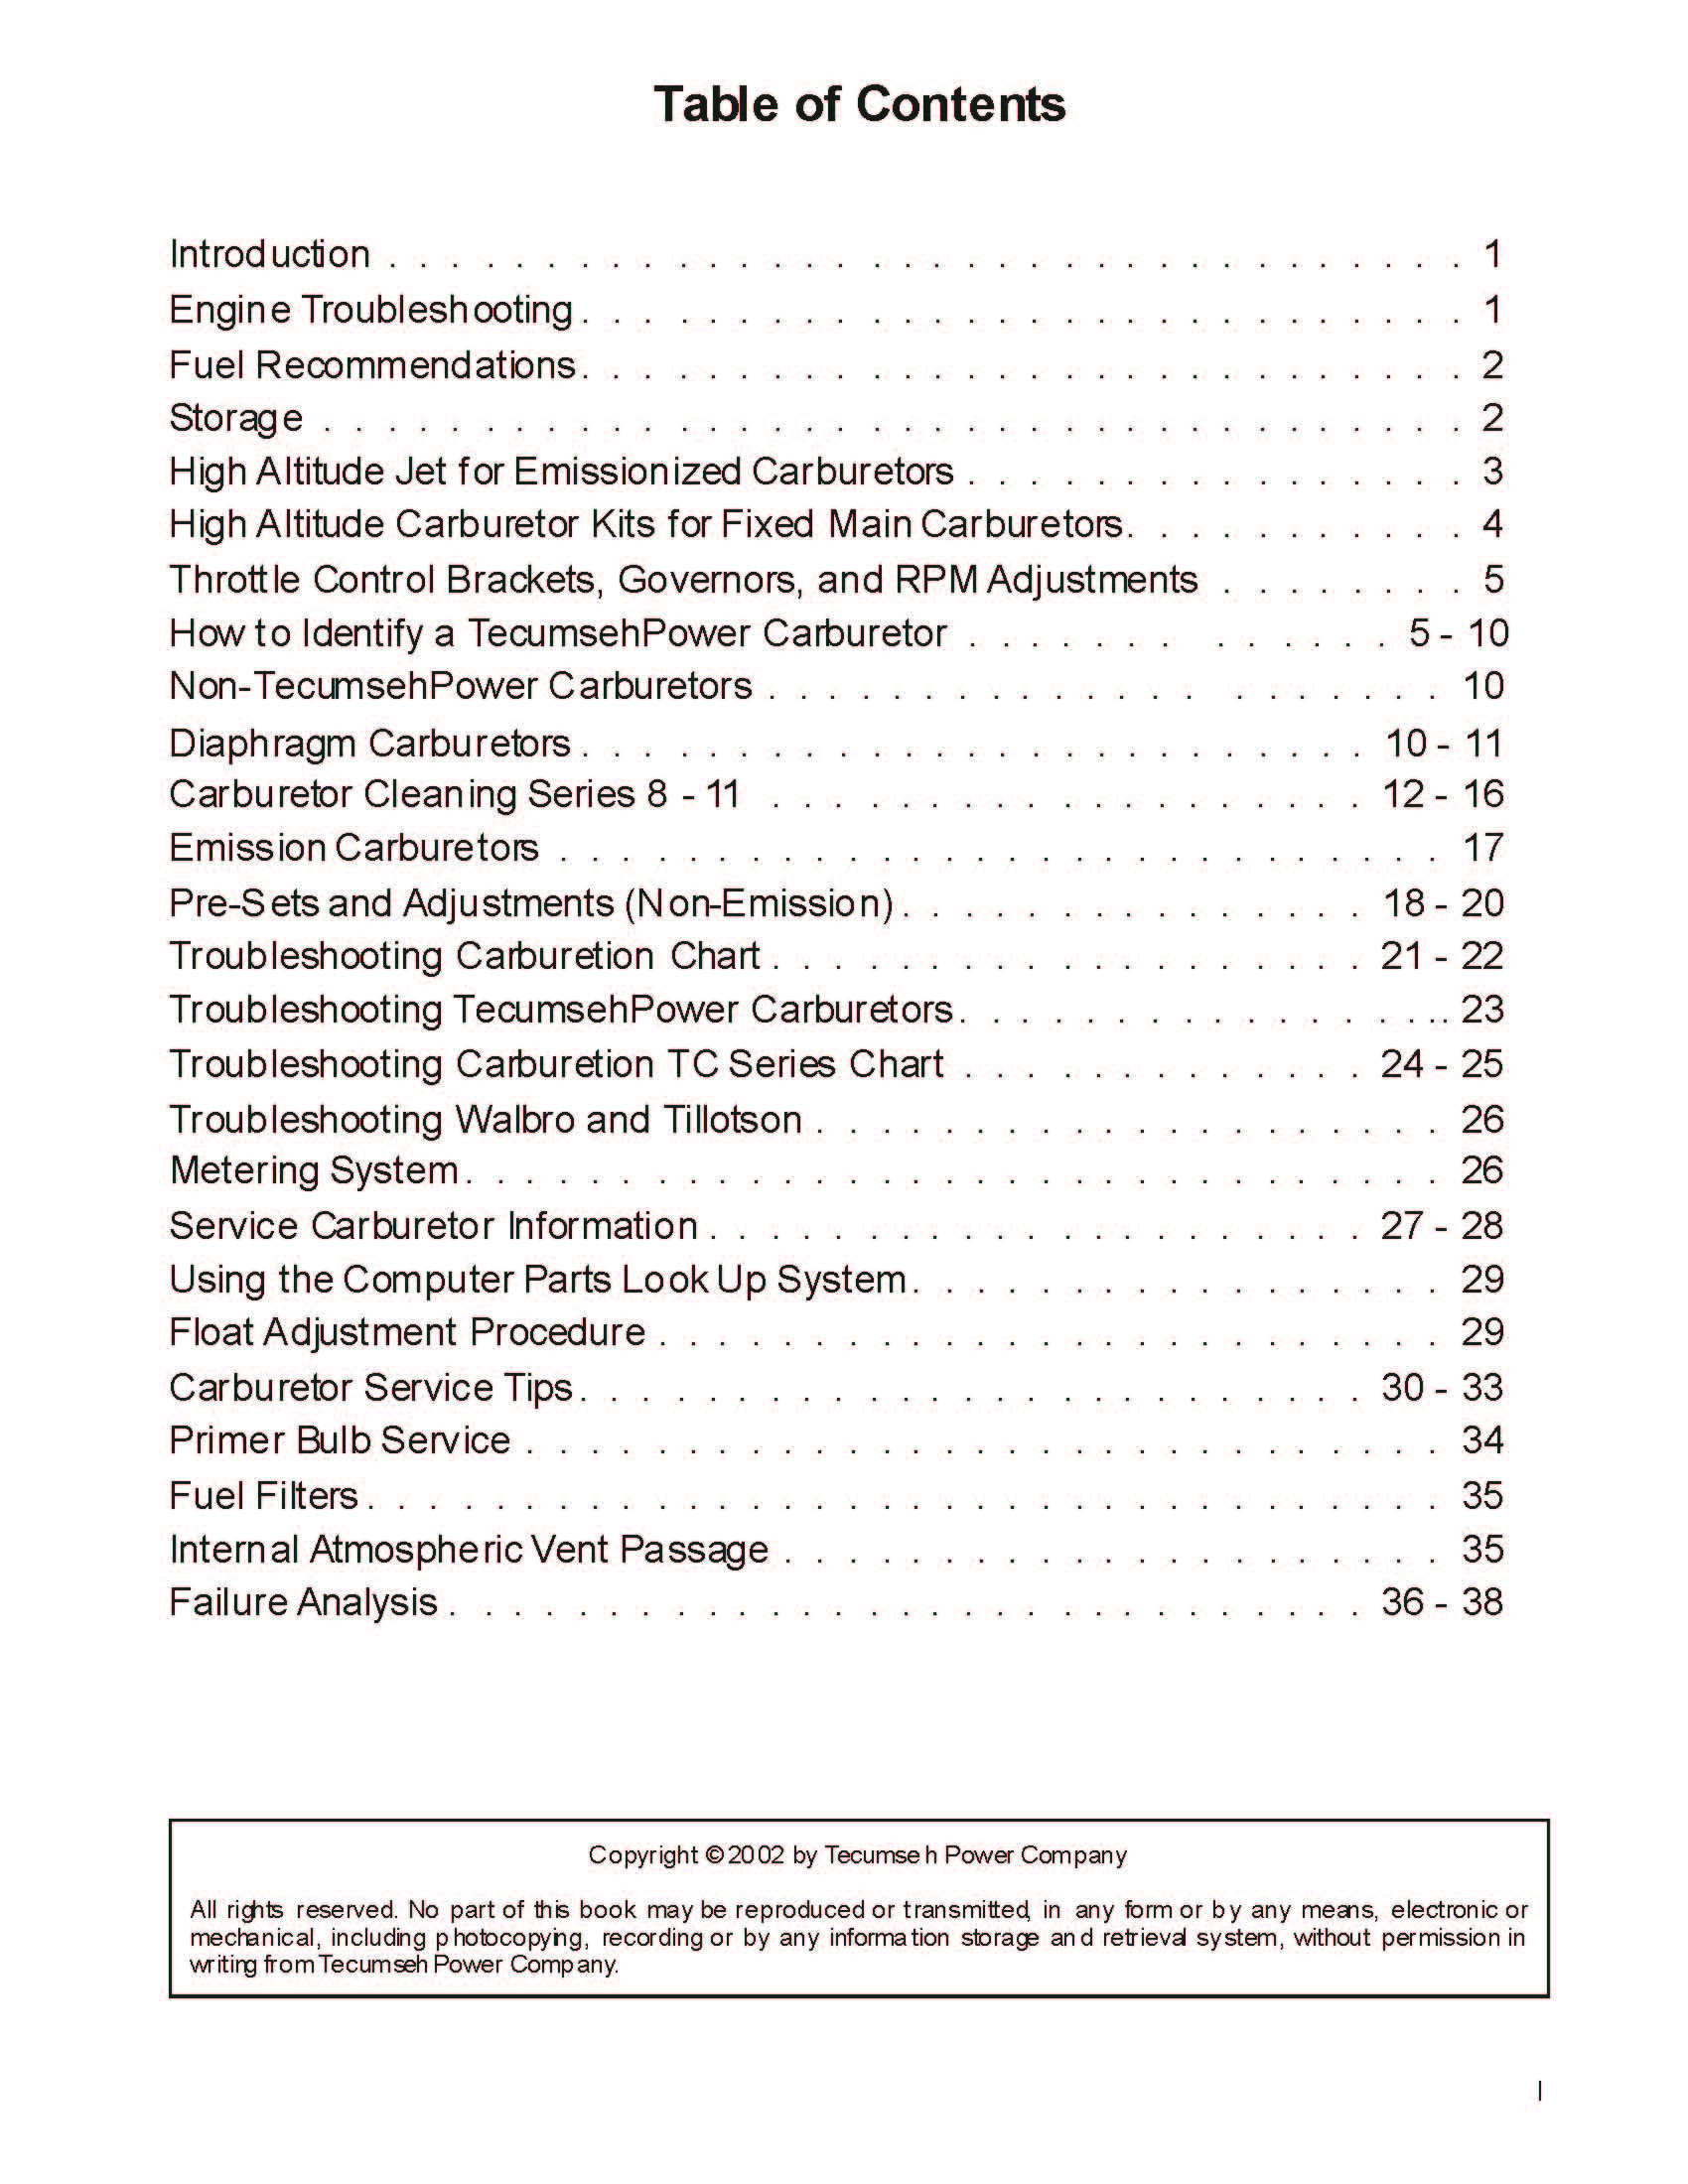 Table of Contents
Introduction . . . . . . . . . . . . . . . . . . . . . . . . . . . . . . . . . . 1
Engine Troubleshooting . . . . . . . . . . . . . . . . . . . . . . . . . . . . 1
Fuel Recommendations . . . . . . . . . . . . . . . . . . . . . . . . . . . . 2
Storage . . . . . . . . . . . . . . . . . . . . . . . . . . . . . . . . . . . . 2
High Altitude Jet for Emissionized Carburetors . . . . . . . . . . . . . . . . 3
High Altitude Carburetor Kits for Fixed Main Carburetors . . . . . . . . . . . 4
Throttle Control Brackets, Governors, and RPM Adjustments . . . . . . . . 5
How to Identify a TecumsehPower Carburetor . . . . . . . . . . . . . 5 - 10
Non-TecumsehPower Carburetors . . . . . . . . . . . . . . . . . . . . . 10
Diaphragm Carburetors . . . . . . . . . . . . . . . . . . . . . . . . . 10 - 11
Carburetor Cleaning Series 8 - 11 . . . . . . . . . . . . . . . . . . . 12 - 16
Emission Carburetors . . . . . . . . . . . . . . . . . . . . . . . . . . . . 17
Pre-Sets and Adjustments (Non-Emission) . . . . . . . . . . . . . . . 18 - 20
Troubleshooting Carburetion Chart . . . . . . . . . . . . . . . . . . . 21 - 22
Troubleshooting TecumsehPower Carburetors . . . . . . . . . . . . . . . .. 23
Troubleshooting Carburetion TC Series Chart . . . . . . . . . . . . . 24 - 25
Troubleshooting Walbro and Tillotson . . . . . . . . . . . . . . . . . . . . 26
Metering System . . . . . . . . . . . . . . . . . . . . . . . . . . . . . . . 26
Service Carburetor Information . . . . . . . . . . . . . . . . . . . . . 27 - 28
Using the Computer Parts Look Up System . . . . . . . . . . . . . . . . . 29
Float Adjustment Procedure . . . . . . . . . . . . . . . . . . . . . . . . . 29
Carburetor Service Tips . . . . . . . . . . . . . . . . . . . . . . . . . 30 - 33
Primer Bulb Service . . . . . . . . . . . . . . . . . . . . . . . . . . . . . 34
Fuel Filters . . . . . . . . . . . . . . . . . . . . . . . . . . . . . . . . . . 35
Internal Atmospheric Vent Passage . . . . . . . . . . . . . . . . . . . . . 35
Failure Analysis . . . . . . . . . . . . . . . . . . . . . . . . . . . . . 36 - 38
Copyright © 2002 by Tecumseh Power Company
All rights reserved. No part of this book may be reproduced or transmitted, in any form or by any means, electronic or
mechanical, including photocopying, recording or by any information storage and retrieval system, without permission in
writing from Tecumseh Power Company.
I